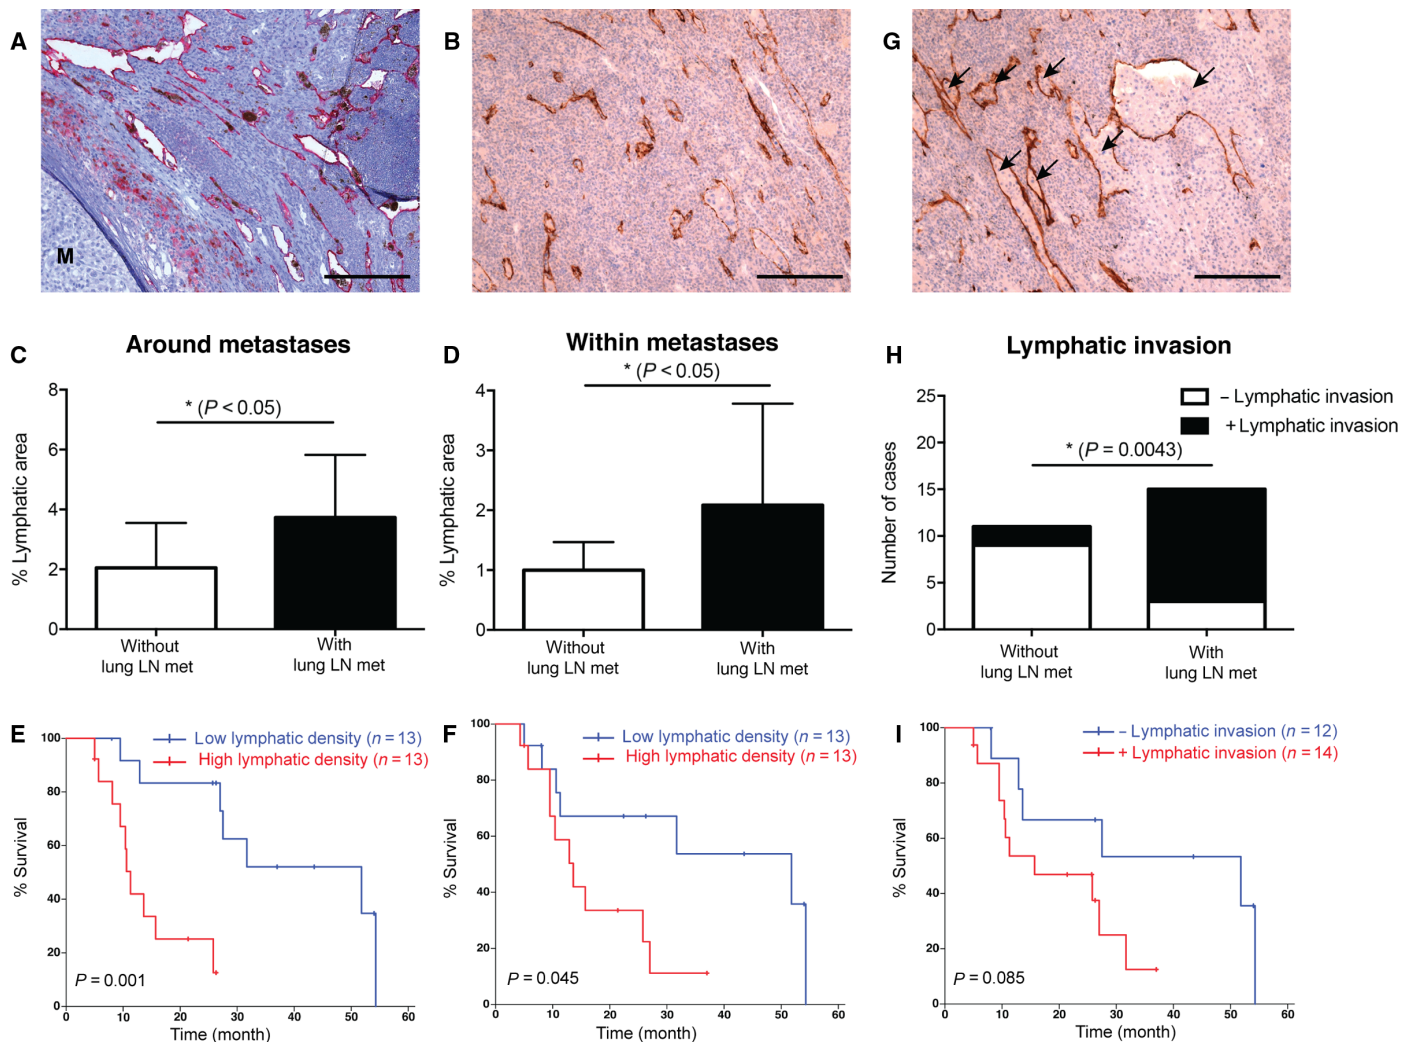 A
B
G
M
C
Around metastases
% Lymphatic area
8
6
4
2
0
* (P < 0.05)
Without
lung LN met
With
lung LN met
D
Within metastases
% Lymphatic area
4
3
2
1
0
* (P < 0.05)
Without
lung LN met
With
lung LN met
H
Lymphatic invasion
Number of cases
25
20
15
10
5
0
– Lymphatic invasion
+ Lymphatic invasion
* (P = 0.0043)
Without
lung LN met
With
lung LN met
E
% Survival
100
80
60
40
20
0
Low lymphatic density (n = 13)
High lymphatic density (n = 13)
P = 0.001
0 10 20 30 40 50 60
Time (month)
F
% Survival
100
80
60
40
20
0
Low lymphatic density (n = 13)
High lymphatic density (n = 13)
P = 0.045
0 10 20 30 40 50 60
Time (month)
I
% Survival
100
80
60
40
20
0
– Lymphatic invasion (n = 12)
+ Lymphatic invasion (n = 14)
P = 0.085
0 10 20 30 40 50 60
Time (month)